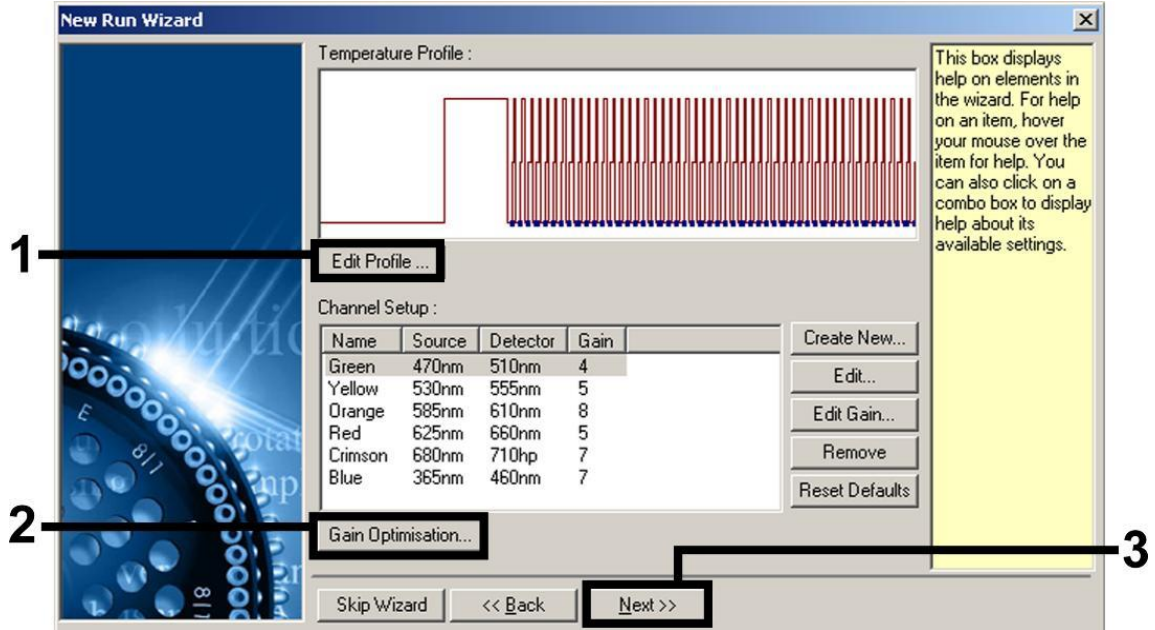 New Run Wizard
Temperature Profile :
This box displays
help on elements in
the wizard. For help
on an item, hover
your mouse over the
item for help. You
can also click on a
combo box to display
help about its
available settings.
1
Edit Profile ...
Channel Setup :
Name Source Detector Gain
Green 470nm 510nm 4
Yellow 530nm 555nm 5
Orange 585nm 610nm 8
Red 625nm 660nm 5
Crimson 680nm 710hp 7
Blue 365nm 460nm 7
Create New...
Edit...
Edit Gain...
Remove
Reset Defaults
2
Gain Optimisation...
3
Skip Wizard
<< Back
Next >>
E
8/1
8/1